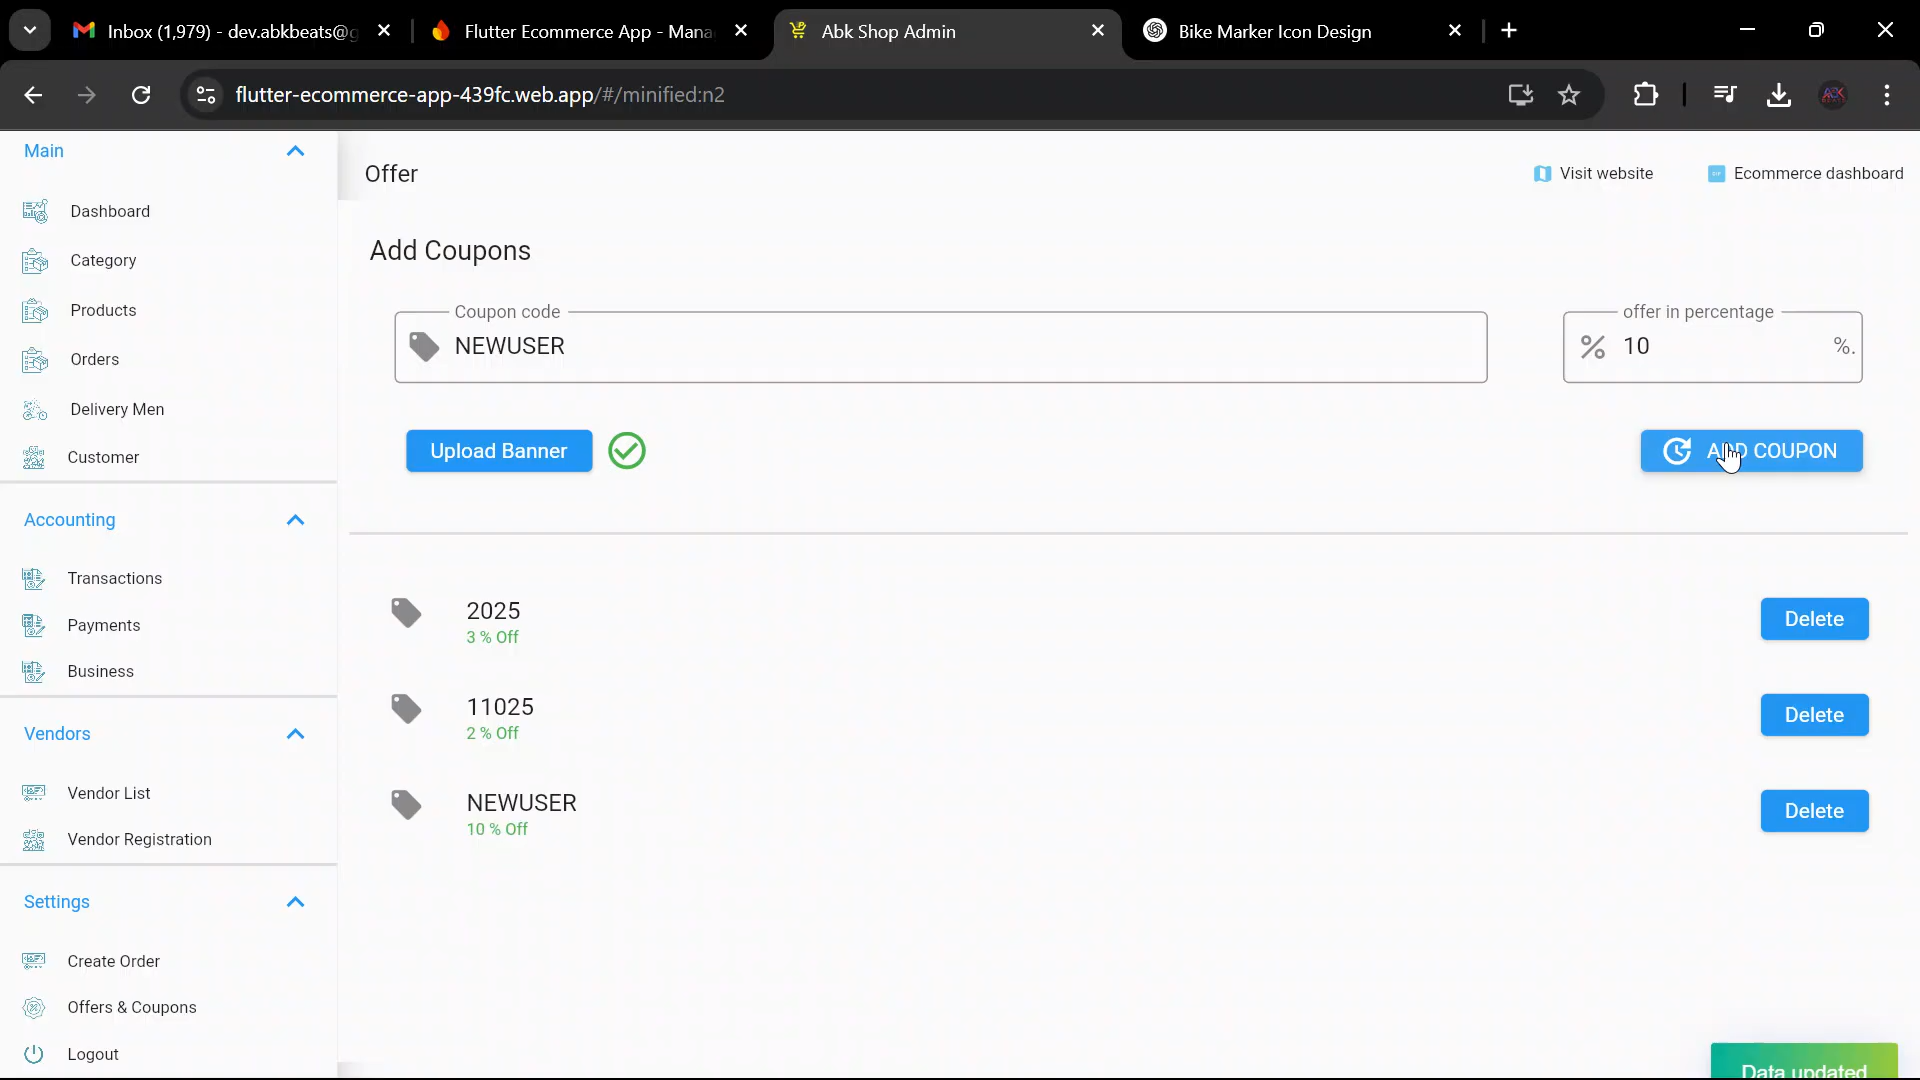 Inbox (1,979) - dev.abkbeats@g
Flutter Ecommerce App - Mana
Abk Shop Admin
Bike Marker Icon Design
flutter-ecommerce-app-439fc.web.app/#/minified:n2
Main
Dashboard
Category
Products
Orders
Delivery Men
Customer
Accounting
Transactions
Payments
Business
Vendors
Vendor List
Vendor Registration
Settings
Create Order
Offers & Coupons
Logout
Offer
Visit website
Ecommerce dashboard
Add Coupons
Coupon code
NEWUSER
offer in percentage
10 %.
Upload Banner
ADD COUPON
2025
3 % Off
Delete
11025
2 % Off
Delete
NEWUSER
10 % Off
Delete
Data updated